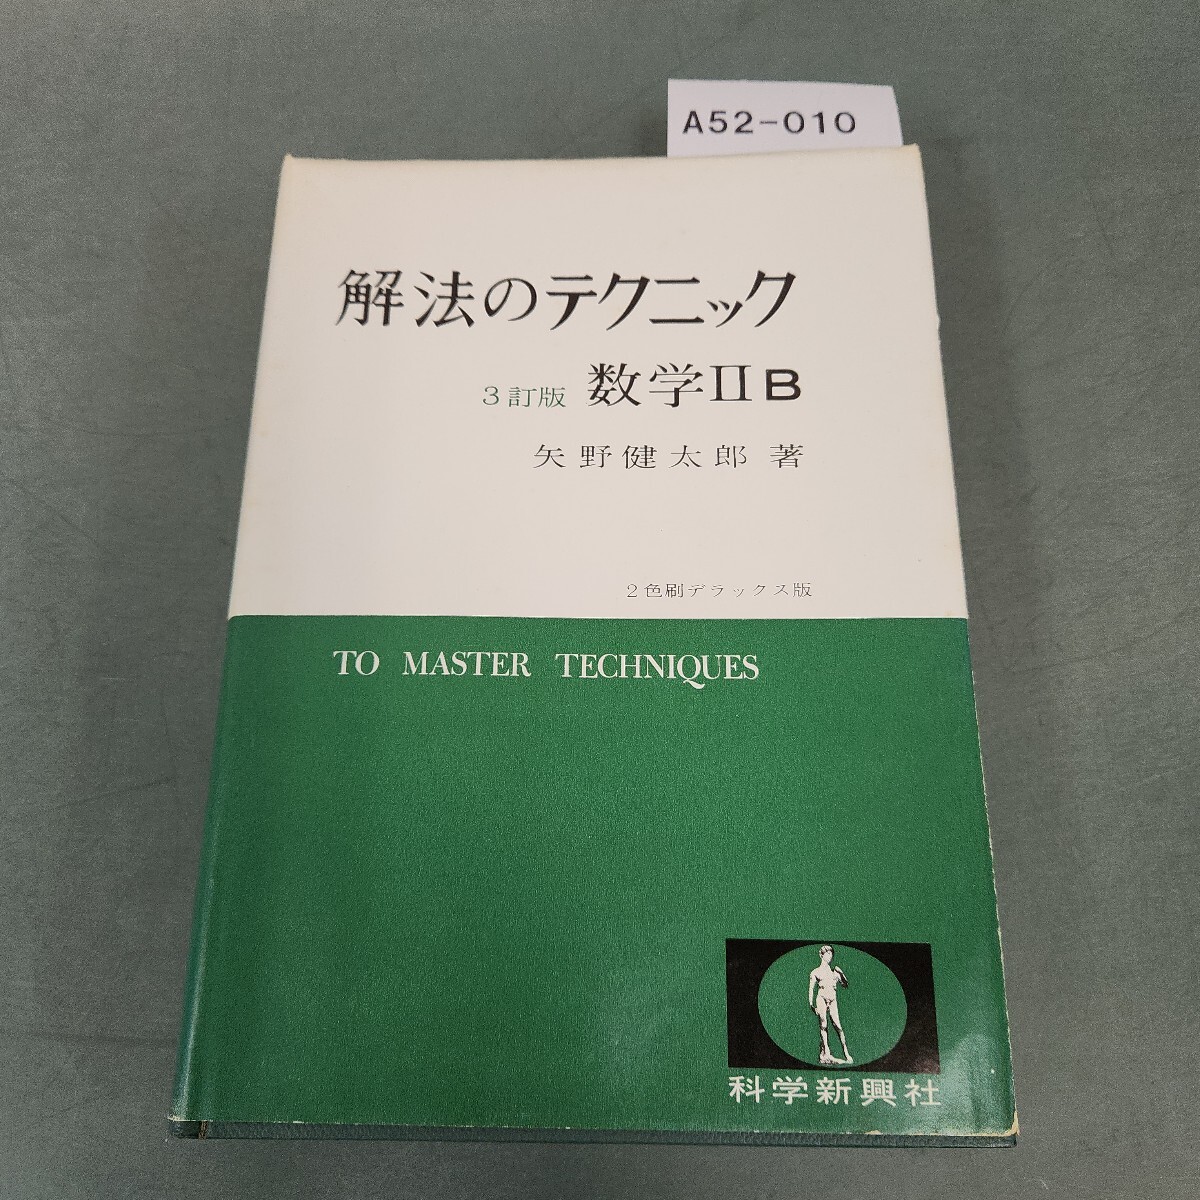 A52-010
解法のテクニック
3訂版 数学ⅡB
矢野健太郎 著
2色刷デラックス版
TO MASTER TECHNIQUES
科学新興社